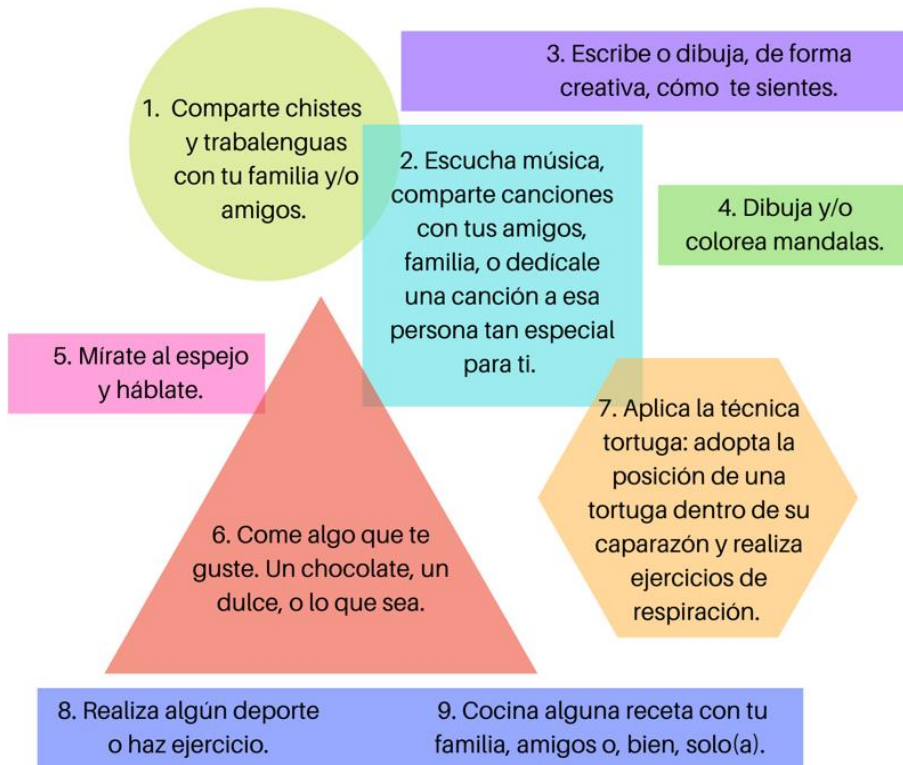 1. Comparte chistes
y trabalenguas
con tu familia y/o
amigos.
2. Escucha música,
comparte canciones
con tus amigos,
familia, o dedícale
una canción a esa
persona tan especial
para ti.
3. Escribe o dibuja, de forma
creativa, cómo te sientes.
4. Dibuja y/o
colorea mandalas.
5. Mírate al espejo
y háblate.
6. Come algo que te
guste. Un chocolate, un
dulce, o lo que sea.
7. Aplica la técnica
tortuga: adopta la
posición de una
tortuga dentro de su
caparazón y realiza
ejercicios de
respiración.
8. Realiza algún deporte
o haz ejercicio.
9. Cocina alguna receta con tu
familia, amigos o, bien, solo(a).